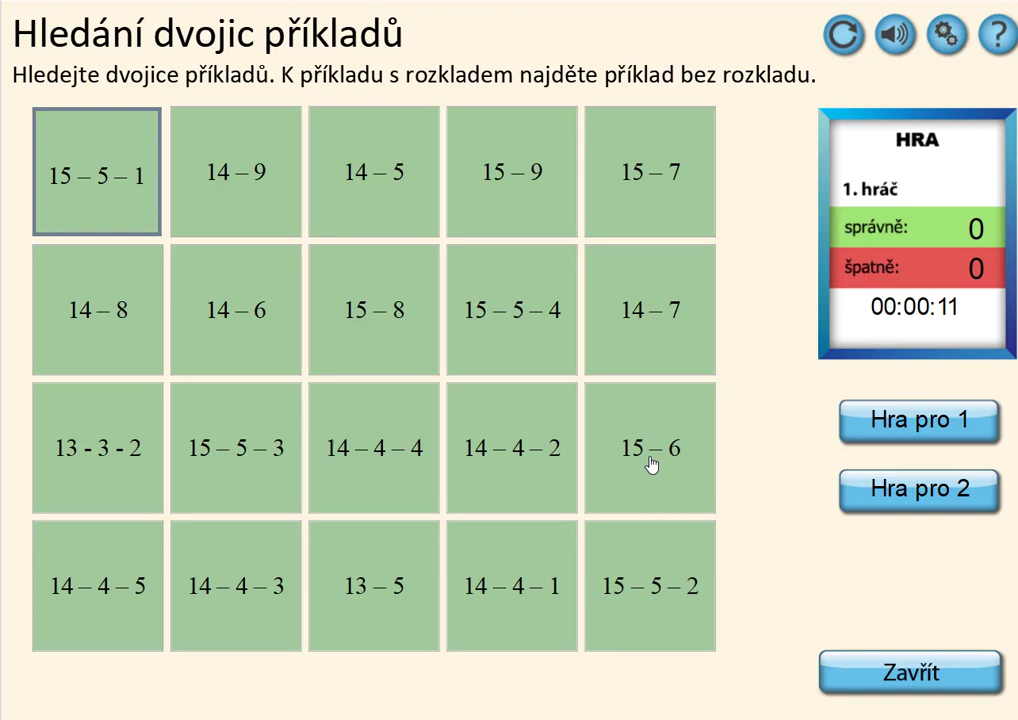 Hledání dvojic příkladů
Hledejte dvojice příkladů. K příkladu s rozkladem najděte příklad bez rozkladu.
15 – 5 – 1
14 – 9
14 – 5
15 – 9
15 – 7
14 – 8
14 – 6
15 – 8
15 – 5 – 4
14 – 7
13 - 3 - 2
15 – 5 – 3
14 – 4 – 4
14 – 4 – 2
15 – 6
14 – 4 – 5
14 – 4 – 3
13 – 5
14 – 4 – 1
15 – 5 – 2
?
HRA
1. hráč
správně: 0
špatně: 0
00:00:11
Hra pro 1
Hra pro 2
Zavřít